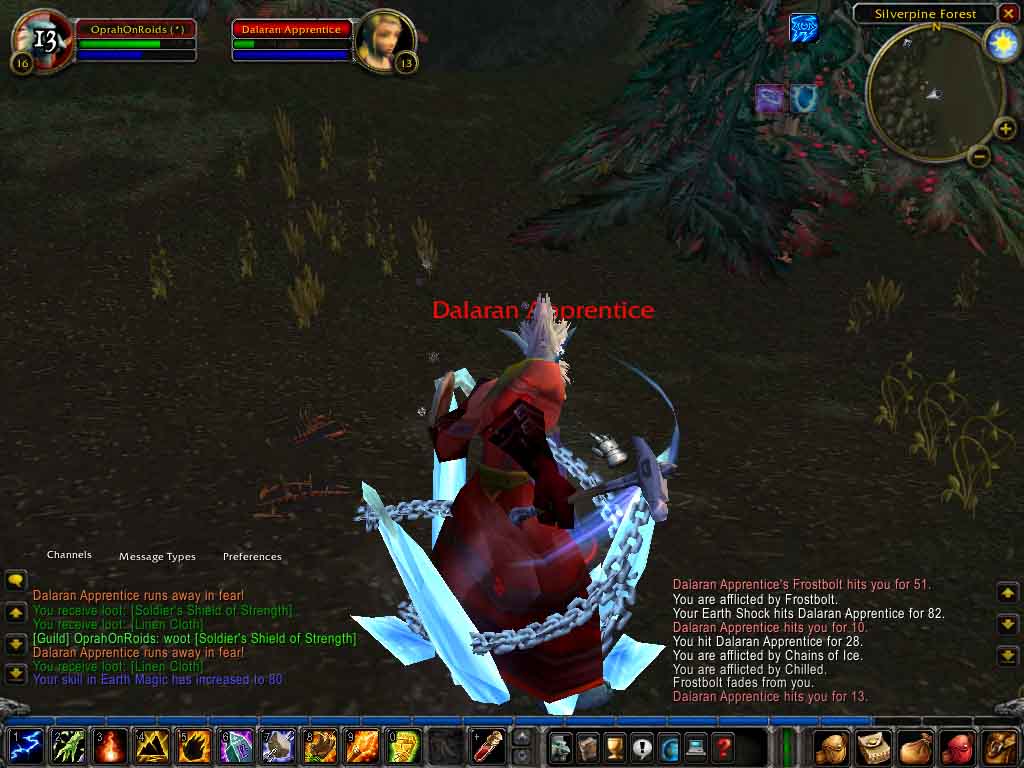 OprahOnRoids (*)
13
16
Dalaran Apprentice
13
Silverpine Forest
N
Dalaran Apprentice
Channels
Message Types
Preferences
Dalaran Apprentice runs away in fear!
You receive loot: [Soldier's Shield of Strength].
You receive loot: [Linen Cloth]
[Guild] OprahOnRoids: woot [Soldier's Shield of Strength]
Dalaran Apprentice runs away in fear!
You receive loot: [Linen Cloth]
Your skill in Earth Magic has increased to 80
Dalaran Apprentice's Frostbolt hits you for 51.
You are afflicted by Frostbolt.
Your Earth Shock hits Dalaran Apprentice for 82.
Dalaran Apprentice hits you for 10.
You hit Dalaran Apprentice for 28.
You are afflicted by Chains of Ice.
You are afflicted by Chilled.
Frostbolt fades from you.
Dalaran Apprentice hits you for 13.
1 2 3 4 5 6 7 8 9 0 +